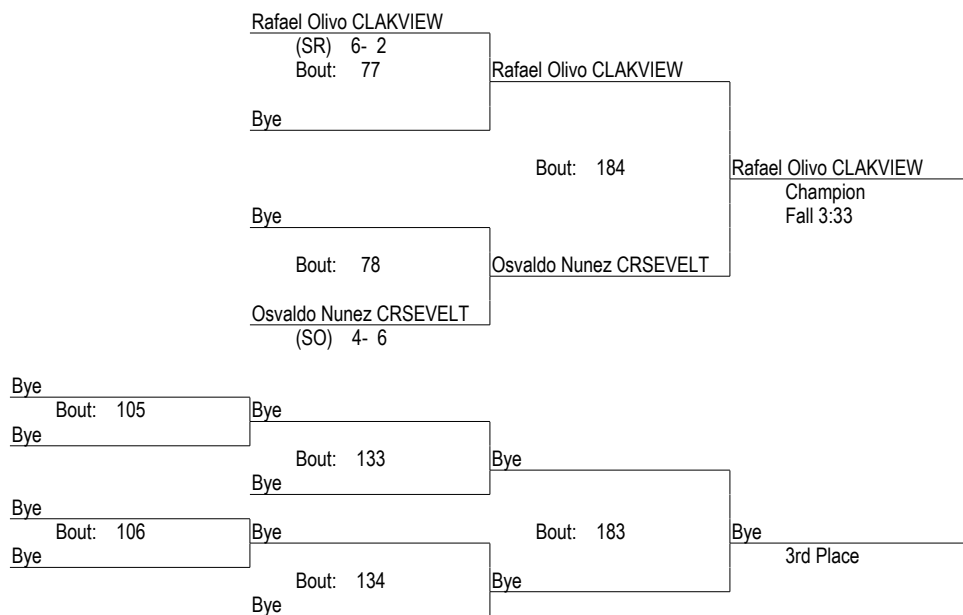 Rafael Olivo CLAKVIEW
(SR) 6- 2
Bout: 77
Rafael Olivo CLAKVIEW
Bye
Bout: 184
Rafael Olivo CLAKVIEW
Champion
Fall 3:33
Bye
Bout: 78
Osvaldo Nunez CRSEVELT
Osvaldo Nunez CRSEVELT
(SO) 4- 6
Bye
Bout: 105
Bye
Bye
Bout: 133
Bye
Bye
Bye
Bout: 106
Bye
Bout: 183
Bye
Bye
3rd Place
Bout: 134
Bye
Bye